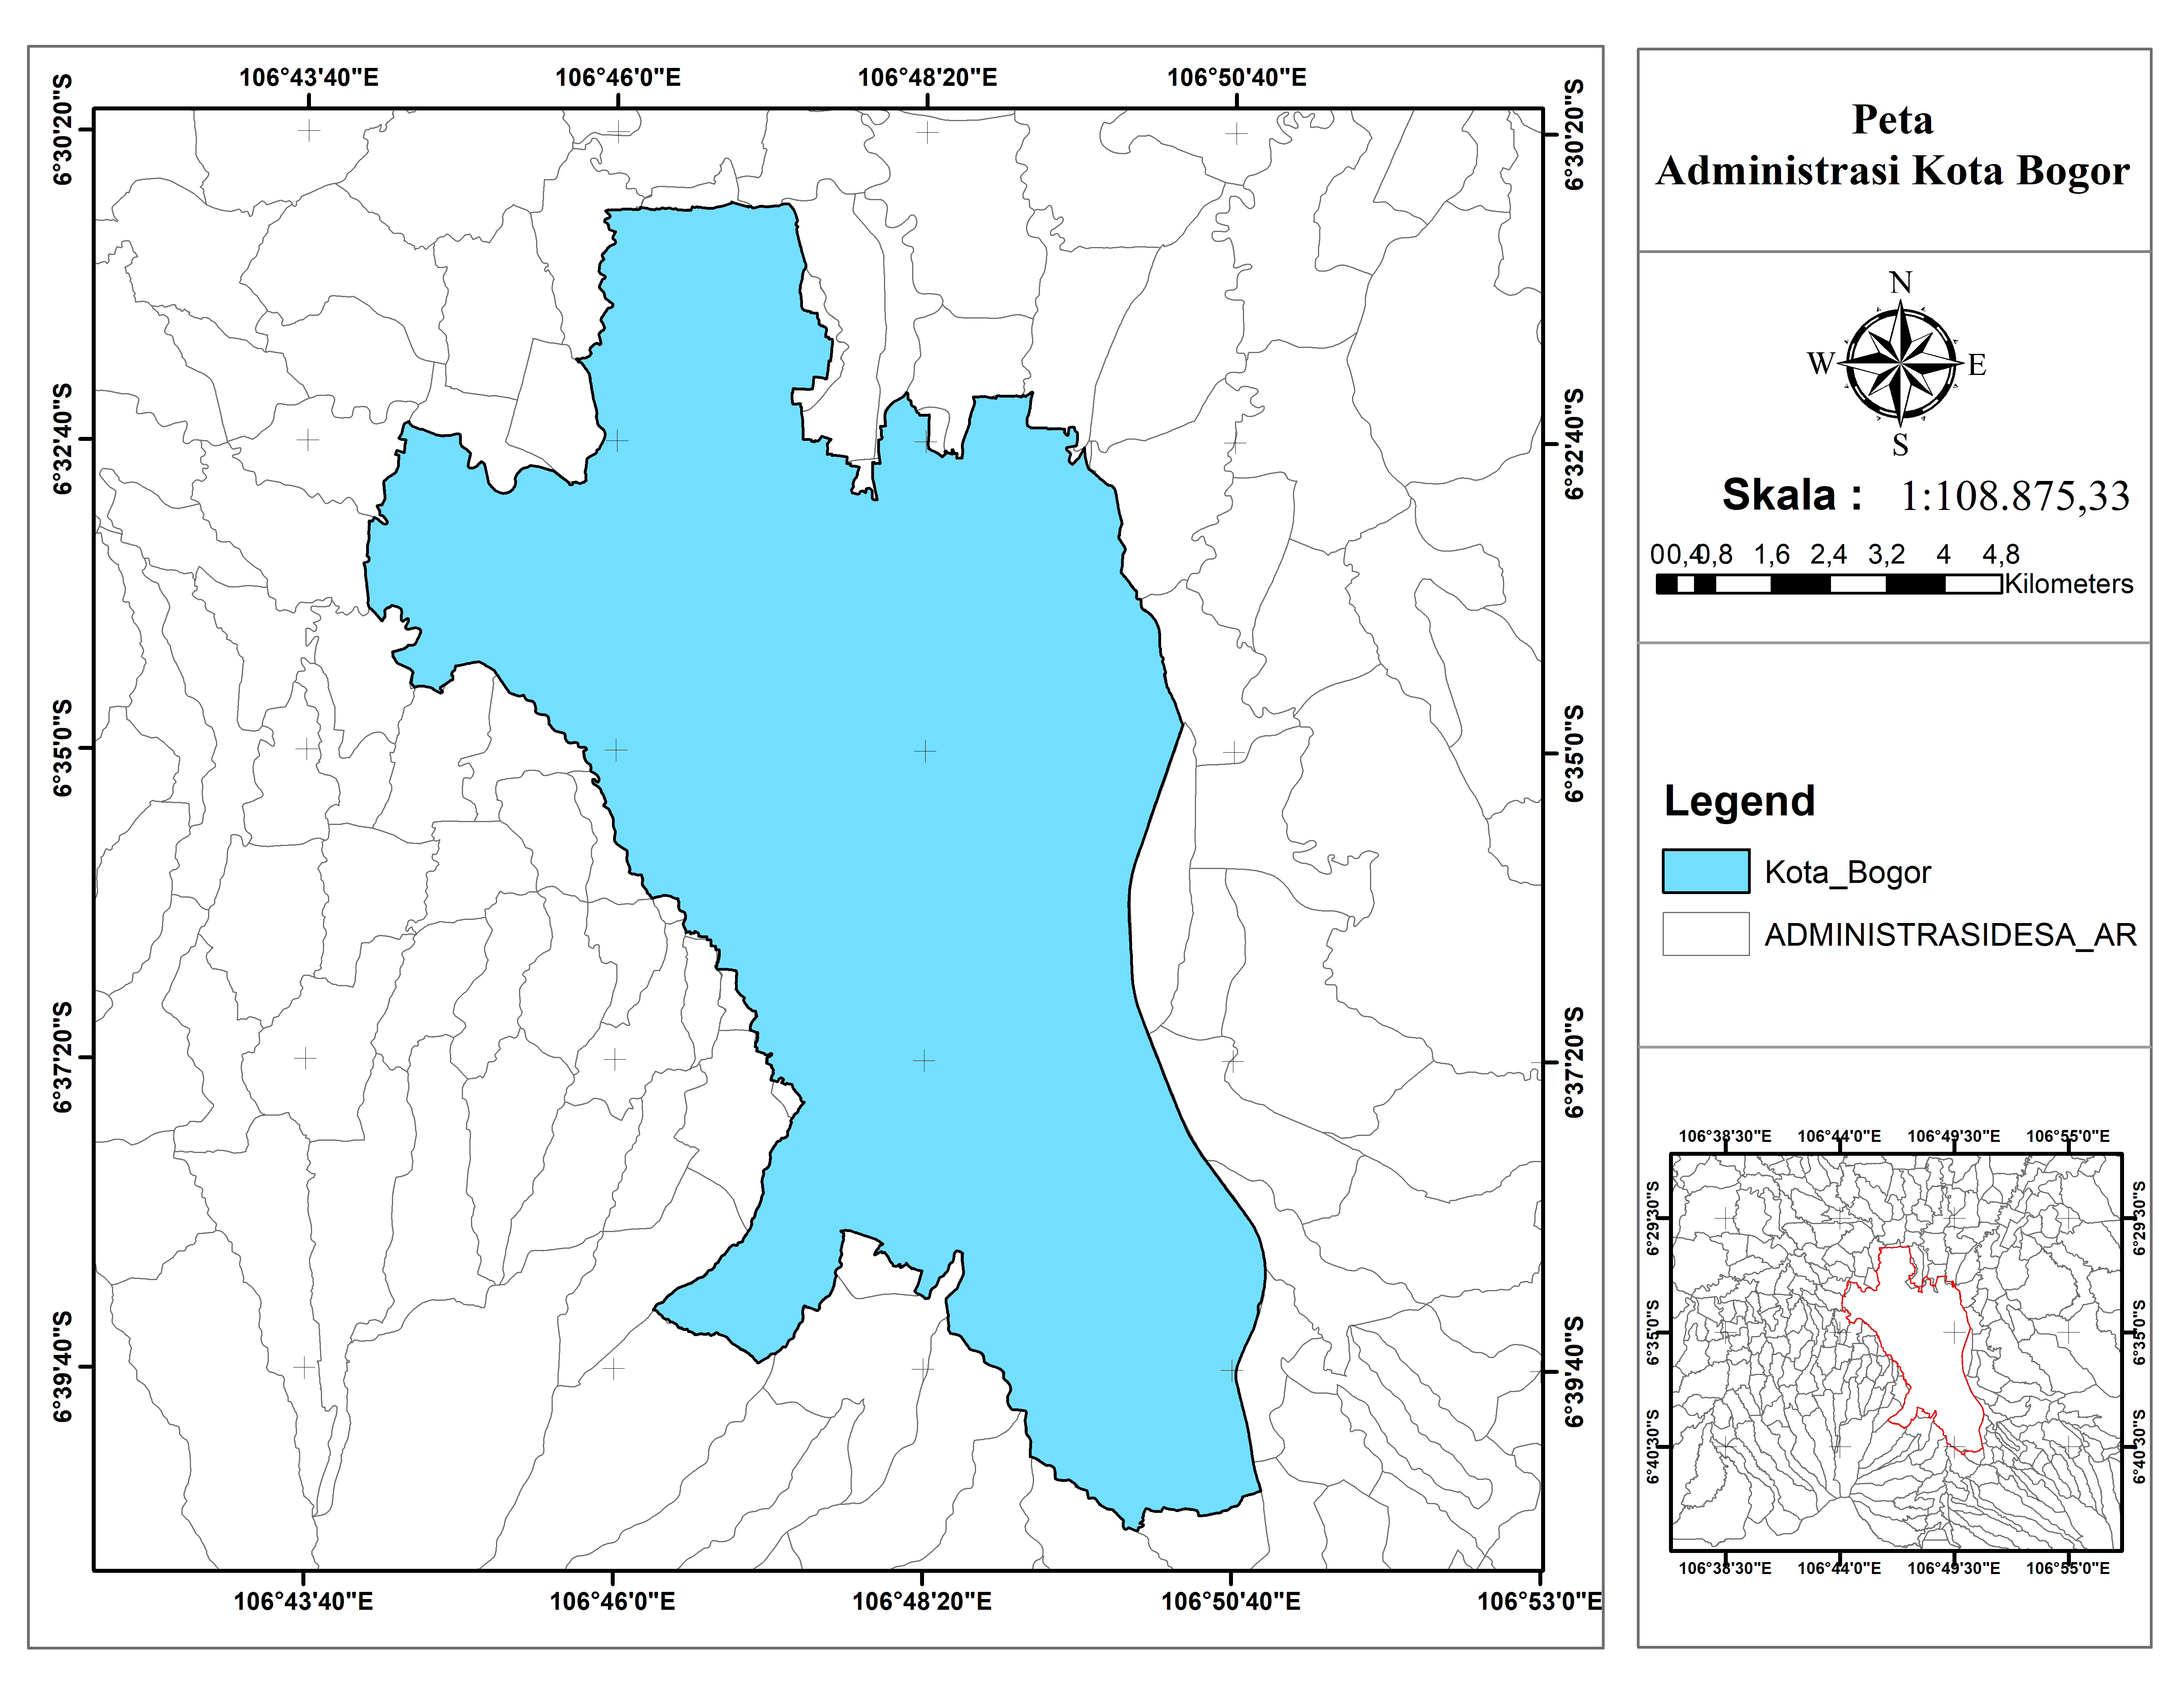 106°43'40"E 106°46'0"E 106°48'20"E 106°50'40"E
6°30'20"S
6°32'40"S
6°35'0"S
6°37'20"S
6°39'40"S
6°30'20"S
6°32'40"S
6°35'0"S
6°37'20"S
6°39'40"S
106°43'40"E 106°46'0"E 106°48'20"E 106°50'40"E 106°53'0"E
Peta
Administrasi Kota Bogor
N
W E
S
Skala : 1:108.875,33
0 0,4 0,8 1,6 2,4 3,2 4 4,8
Kilometers
Legend
Kota_Bogor
ADMINISTRASIDESA_AR
106°38'30"E 106°44'0"E 106°49'30"E 106°55'0"E
6°29'30"S
6°35'0"S
6°40'30"S
6°29'30"S
6°35'0"S
6°40'30"S
106°38'30"E 106°44'0"E 106°49'30"E 106°55'0"E